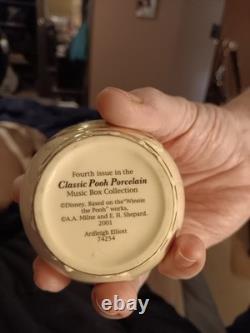 Fourth issue in the
Classic Pooh Porcelain
Music Box Collection
©Disney. Based on the "Winnie
the Pooh" works,
©A.A. Milne and E. H. Shepard.
2001
Ardleigh Elliott
74254